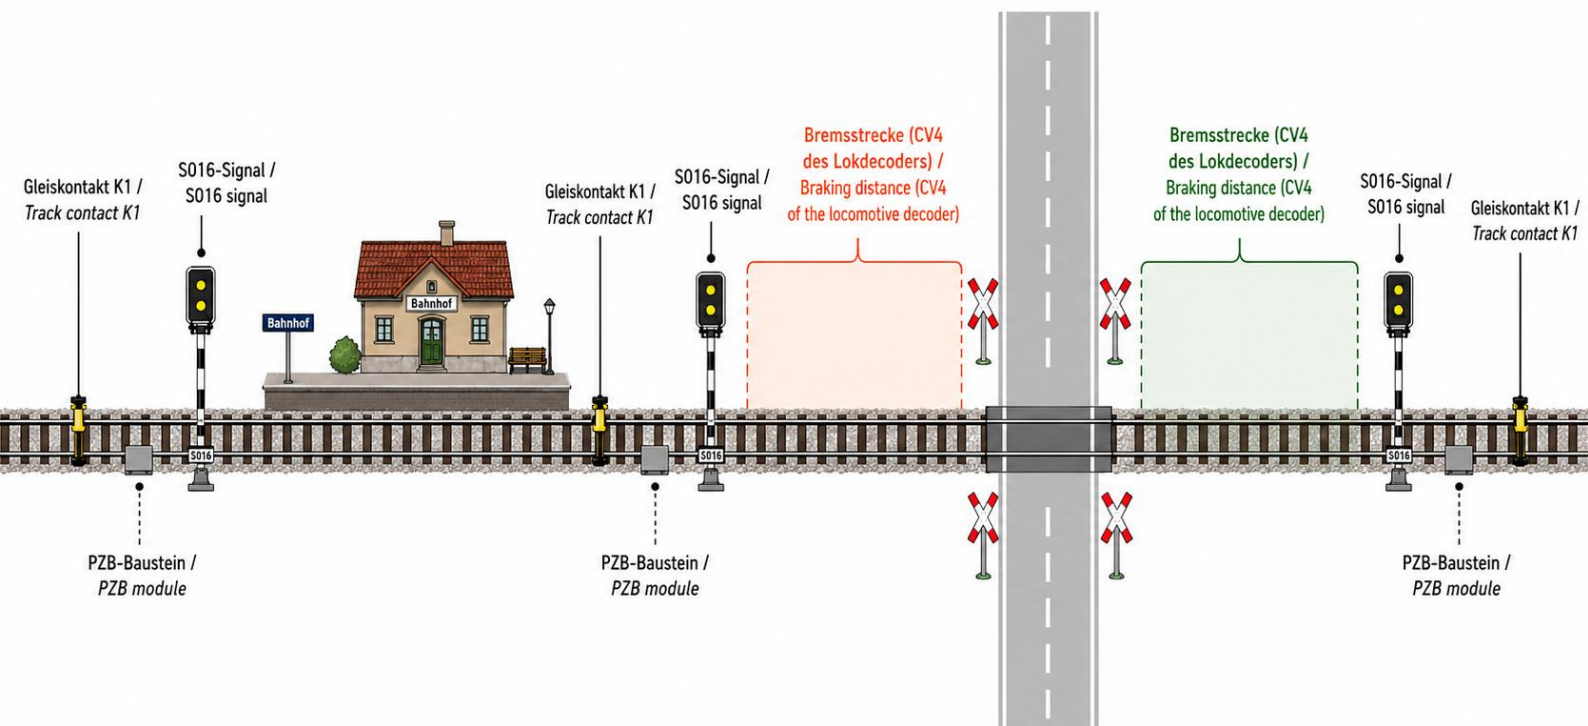 Gleiskontakt K1 /
Track contact K1
S016-Signal /
S016 signal
Bahnhof
Bahnhof
Gleiskontakt K1 /
Track contact K1
S016-Signal /
S016 signal
Bremsstrecke (CV4
des Lokdecoders) /
Braking distance (CV4
of the locomotive decoder)
Bremsstrecke (CV4
des Lokdecoders) /
Braking distance (CV4
of the locomotive decoder)
S016-Signal /
S016 signal
Gleiskontakt K1 /
Track contact K1
S016
S016
S016
PZB-Baustein /
PZB module
PZB-Baustein /
PZB module
PZB-Baustein /
PZB module